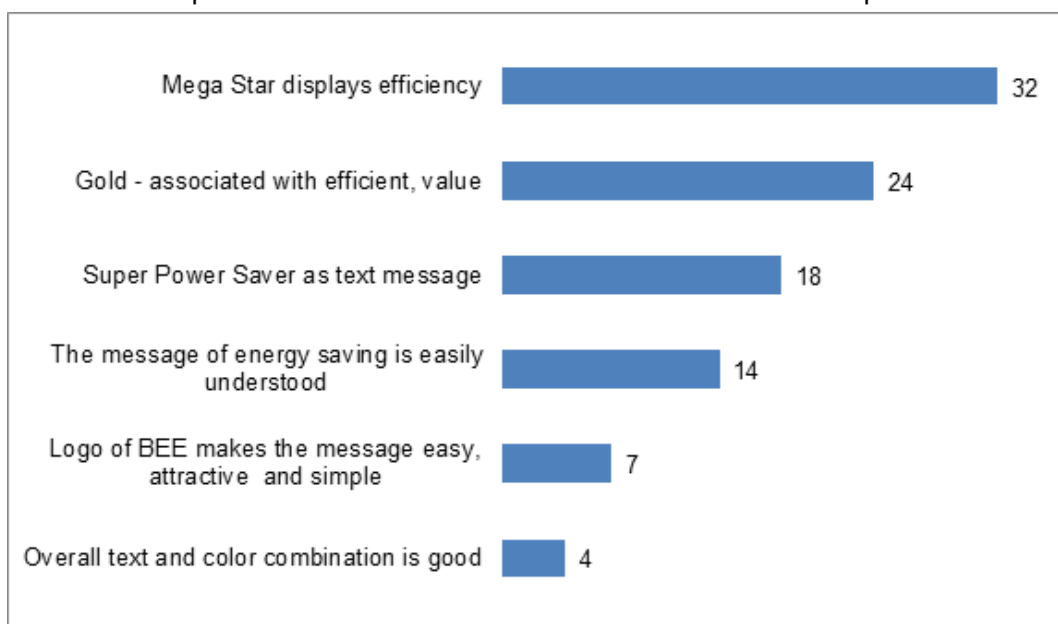 Mega Star displays efficiency 32
Gold - associated with efficient, value 24
Super Power Saver as text message 18
The message of energy saving is easily
understood 14
Logo of BEE makes the message easy,
attractive and simple 7
Overall text and color combination is good 4